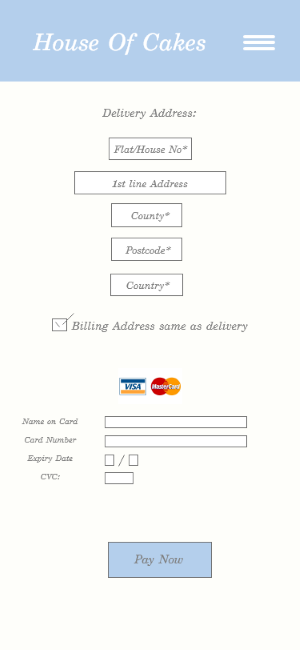 House Of Cakes
Delivery Address:
Flat/House No*
1st line Address
County*
Postcode*
Country*
Billing Address same as delivery
VISA MasterCard
Name on Card
Card Number
Expiry Date /
CVC:
Pay Now